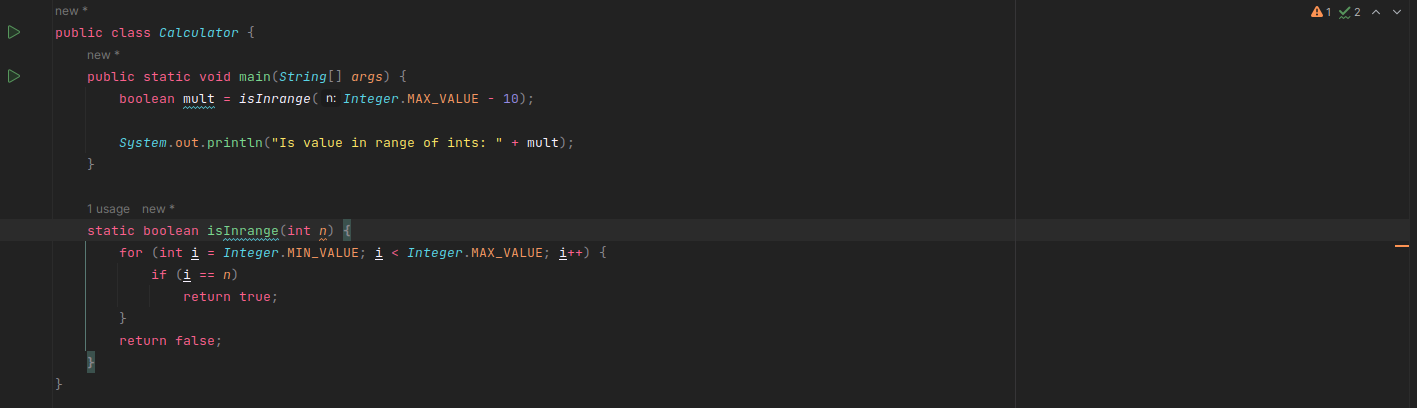 new *
1 2
public class Calculator {
new *
public static void main(String[] args) {
boolean mult = isInrange( n: Integer.MAX_VALUE - 10);
System.out.println("Is value in range of ints: " + mult);
}
1 usage new *
static boolean isInrange(int n) {
for (int i = Integer.MIN_VALUE; i < Integer.MAX_VALUE; i++) {
if (i == n)
return true;
}
return false;
}
}